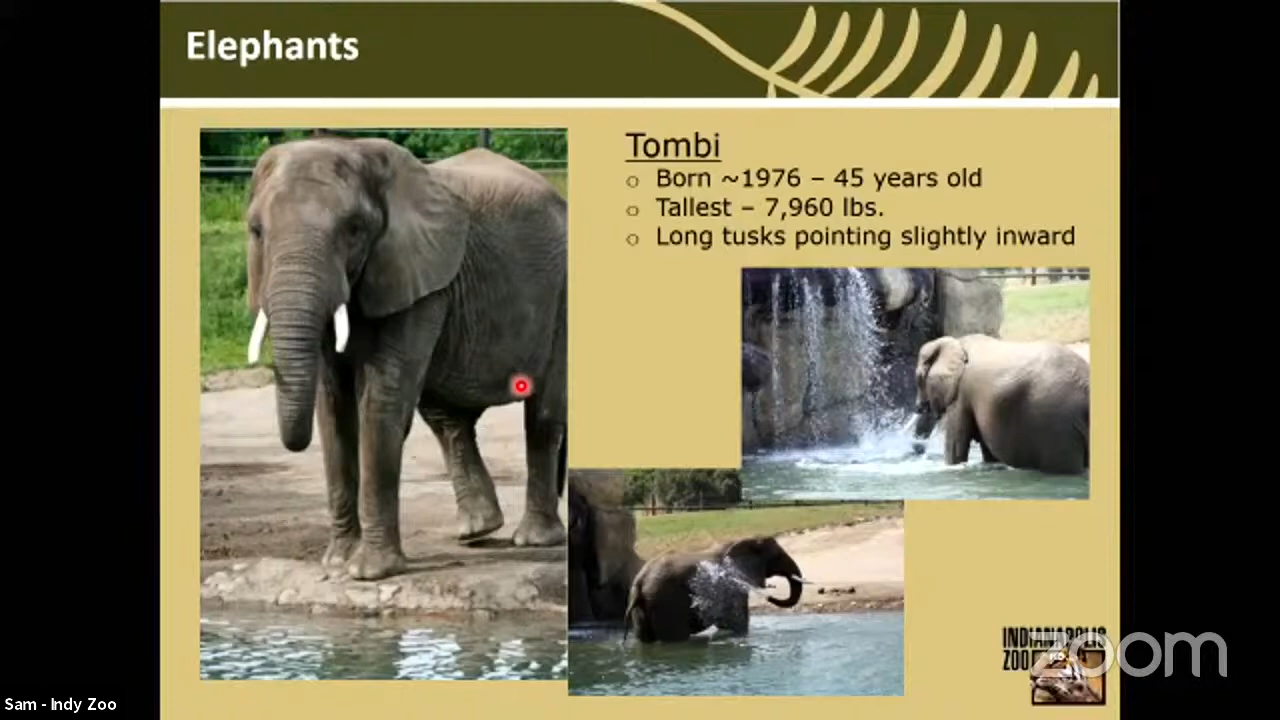 Elephants
Tombi
○ Born ~1976 – 45 years old
○ Tallest – 7,960 lbs.
○ Long tusks pointing slightly inward
INDIANAPOLIS
ZOO
zoom
Sam - Indy Zoo